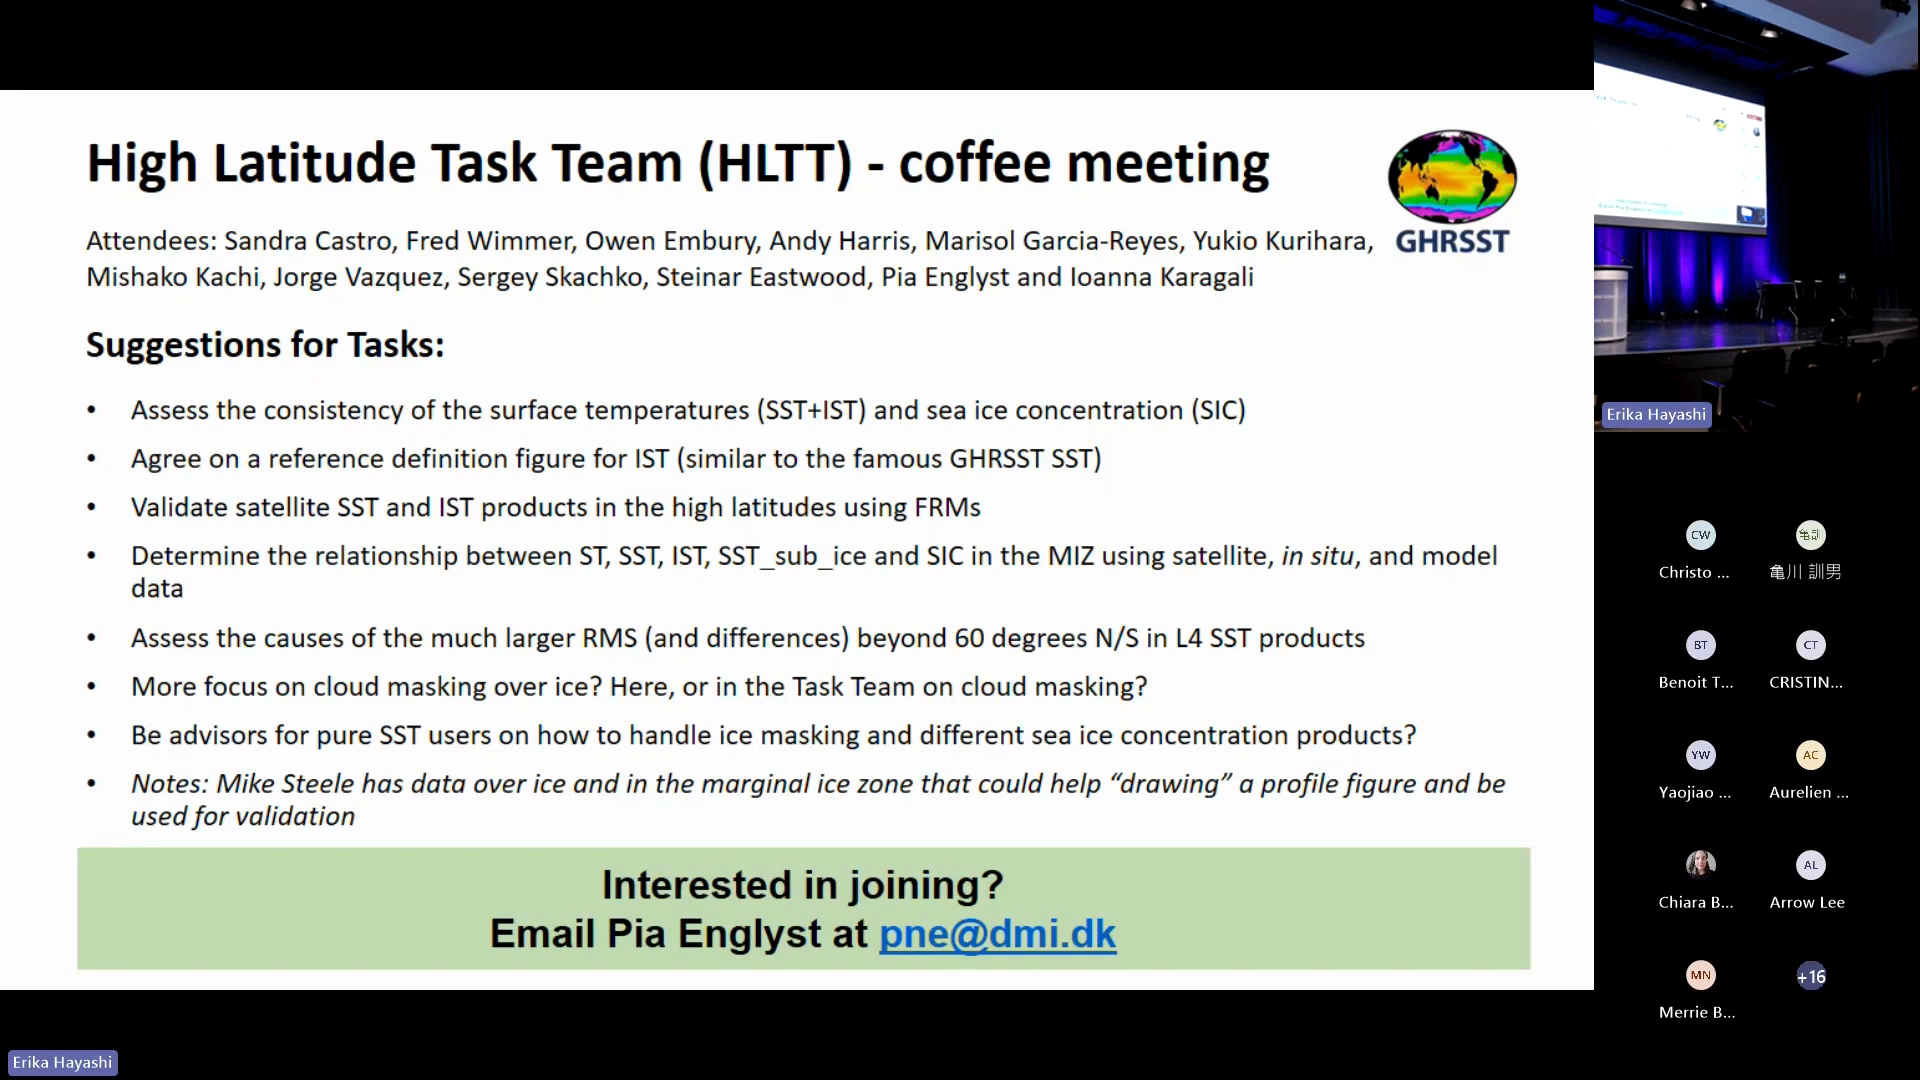 High Latitude Task Team (HLTT) - coffee meeting
GHRSST
Attendees: Sandra Castro, Fred Wimmer, Owen Embury, Andy Harris, Marisol Garcia-Reyes, Yukio Kurihara,
Mishako Kachi, Jorge Vazquez, Sergey Skachko, Steinar Eastwood, Pia Englyst and Ioanna Karagali
Suggestions for Tasks:
• Assess the consistency of the surface temperatures (SST+IST) and sea ice concentration (SIC)
• Agree on a reference definition figure for IST (similar to the famous GHRSST SST)
• Validate satellite SST and IST products in the high latitudes using FRMs
• Determine the relationship between ST, SST, IST, SST_sub_ice and SIC in the MIZ using satellite, in situ, and model
data
• Assess the causes of the much larger RMS (and differences) beyond 60 degrees N/S in L4 SST products
• More focus on cloud masking over ice? Here, or in the Task Team on cloud masking?
• Be advisors for pure SST users on how to handle ice masking and different sea ice concentration products?
• Notes: Mike Steele has data over ice and in the marginal ice zone that could help “drawing” a profile figure and be
used for validation
Interested in joining?
Email Pia Englyst at pne@dmi.dk
Erika Hayashi
Erika Hayashi
CW
亀訓
Christo ...
亀川 訓男
BT
CT
Benoit T...
CRISTIN...
YW
AC
Yaojiao ...
Aurelien ...
AL
Chiara B...
Arrow Lee
MN
+16
Merrie B...